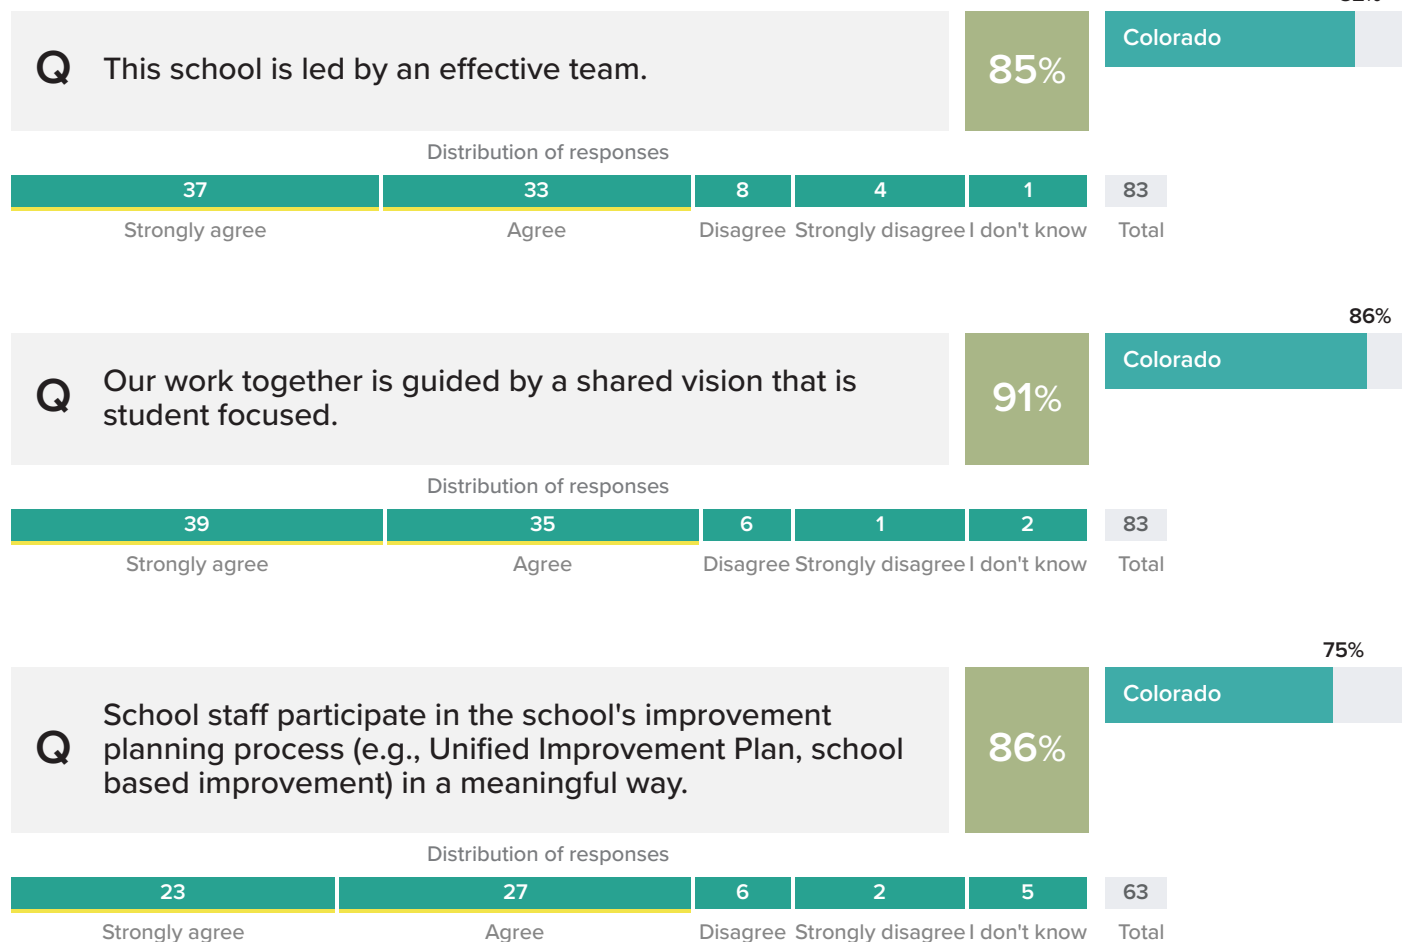 Q This school is led by an effective team.
85%
Colorado
Distribution of responses
37 33 8 4 1 83
Strongly agree Agree Disagree Strongly disagree I don't know Total
86%
Q Our work together is guided by a shared vision that is
student focused.
91%
Colorado
Distribution of responses
39 35 6 1 2 83
Strongly agree Agree Disagree Strongly disagree I don't know Total
75%
Q School staff participate in the school's improvement
planning process (e.g., Unified Improvement Plan, school
based improvement) in a meaningful way.
86%
Colorado
Distribution of responses
23 27 6 2 5 63
Strongly agree Agree Disagree Strongly disagree I don't know Total